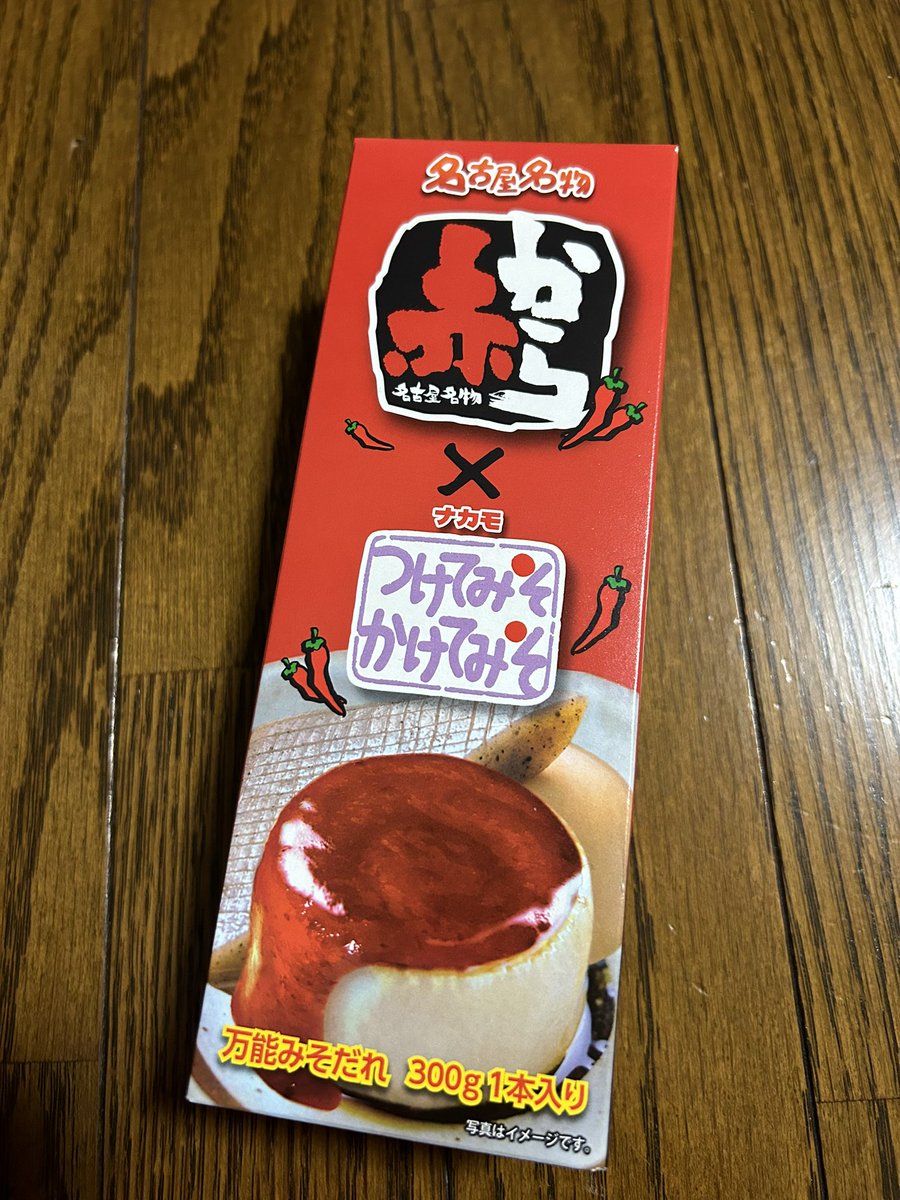 名古屋名物
赤から
名古屋名物
×
ナカモ
つけてみそ
かけてみそ
万能みそだれ 300g 1本入り
写真はイメージです。